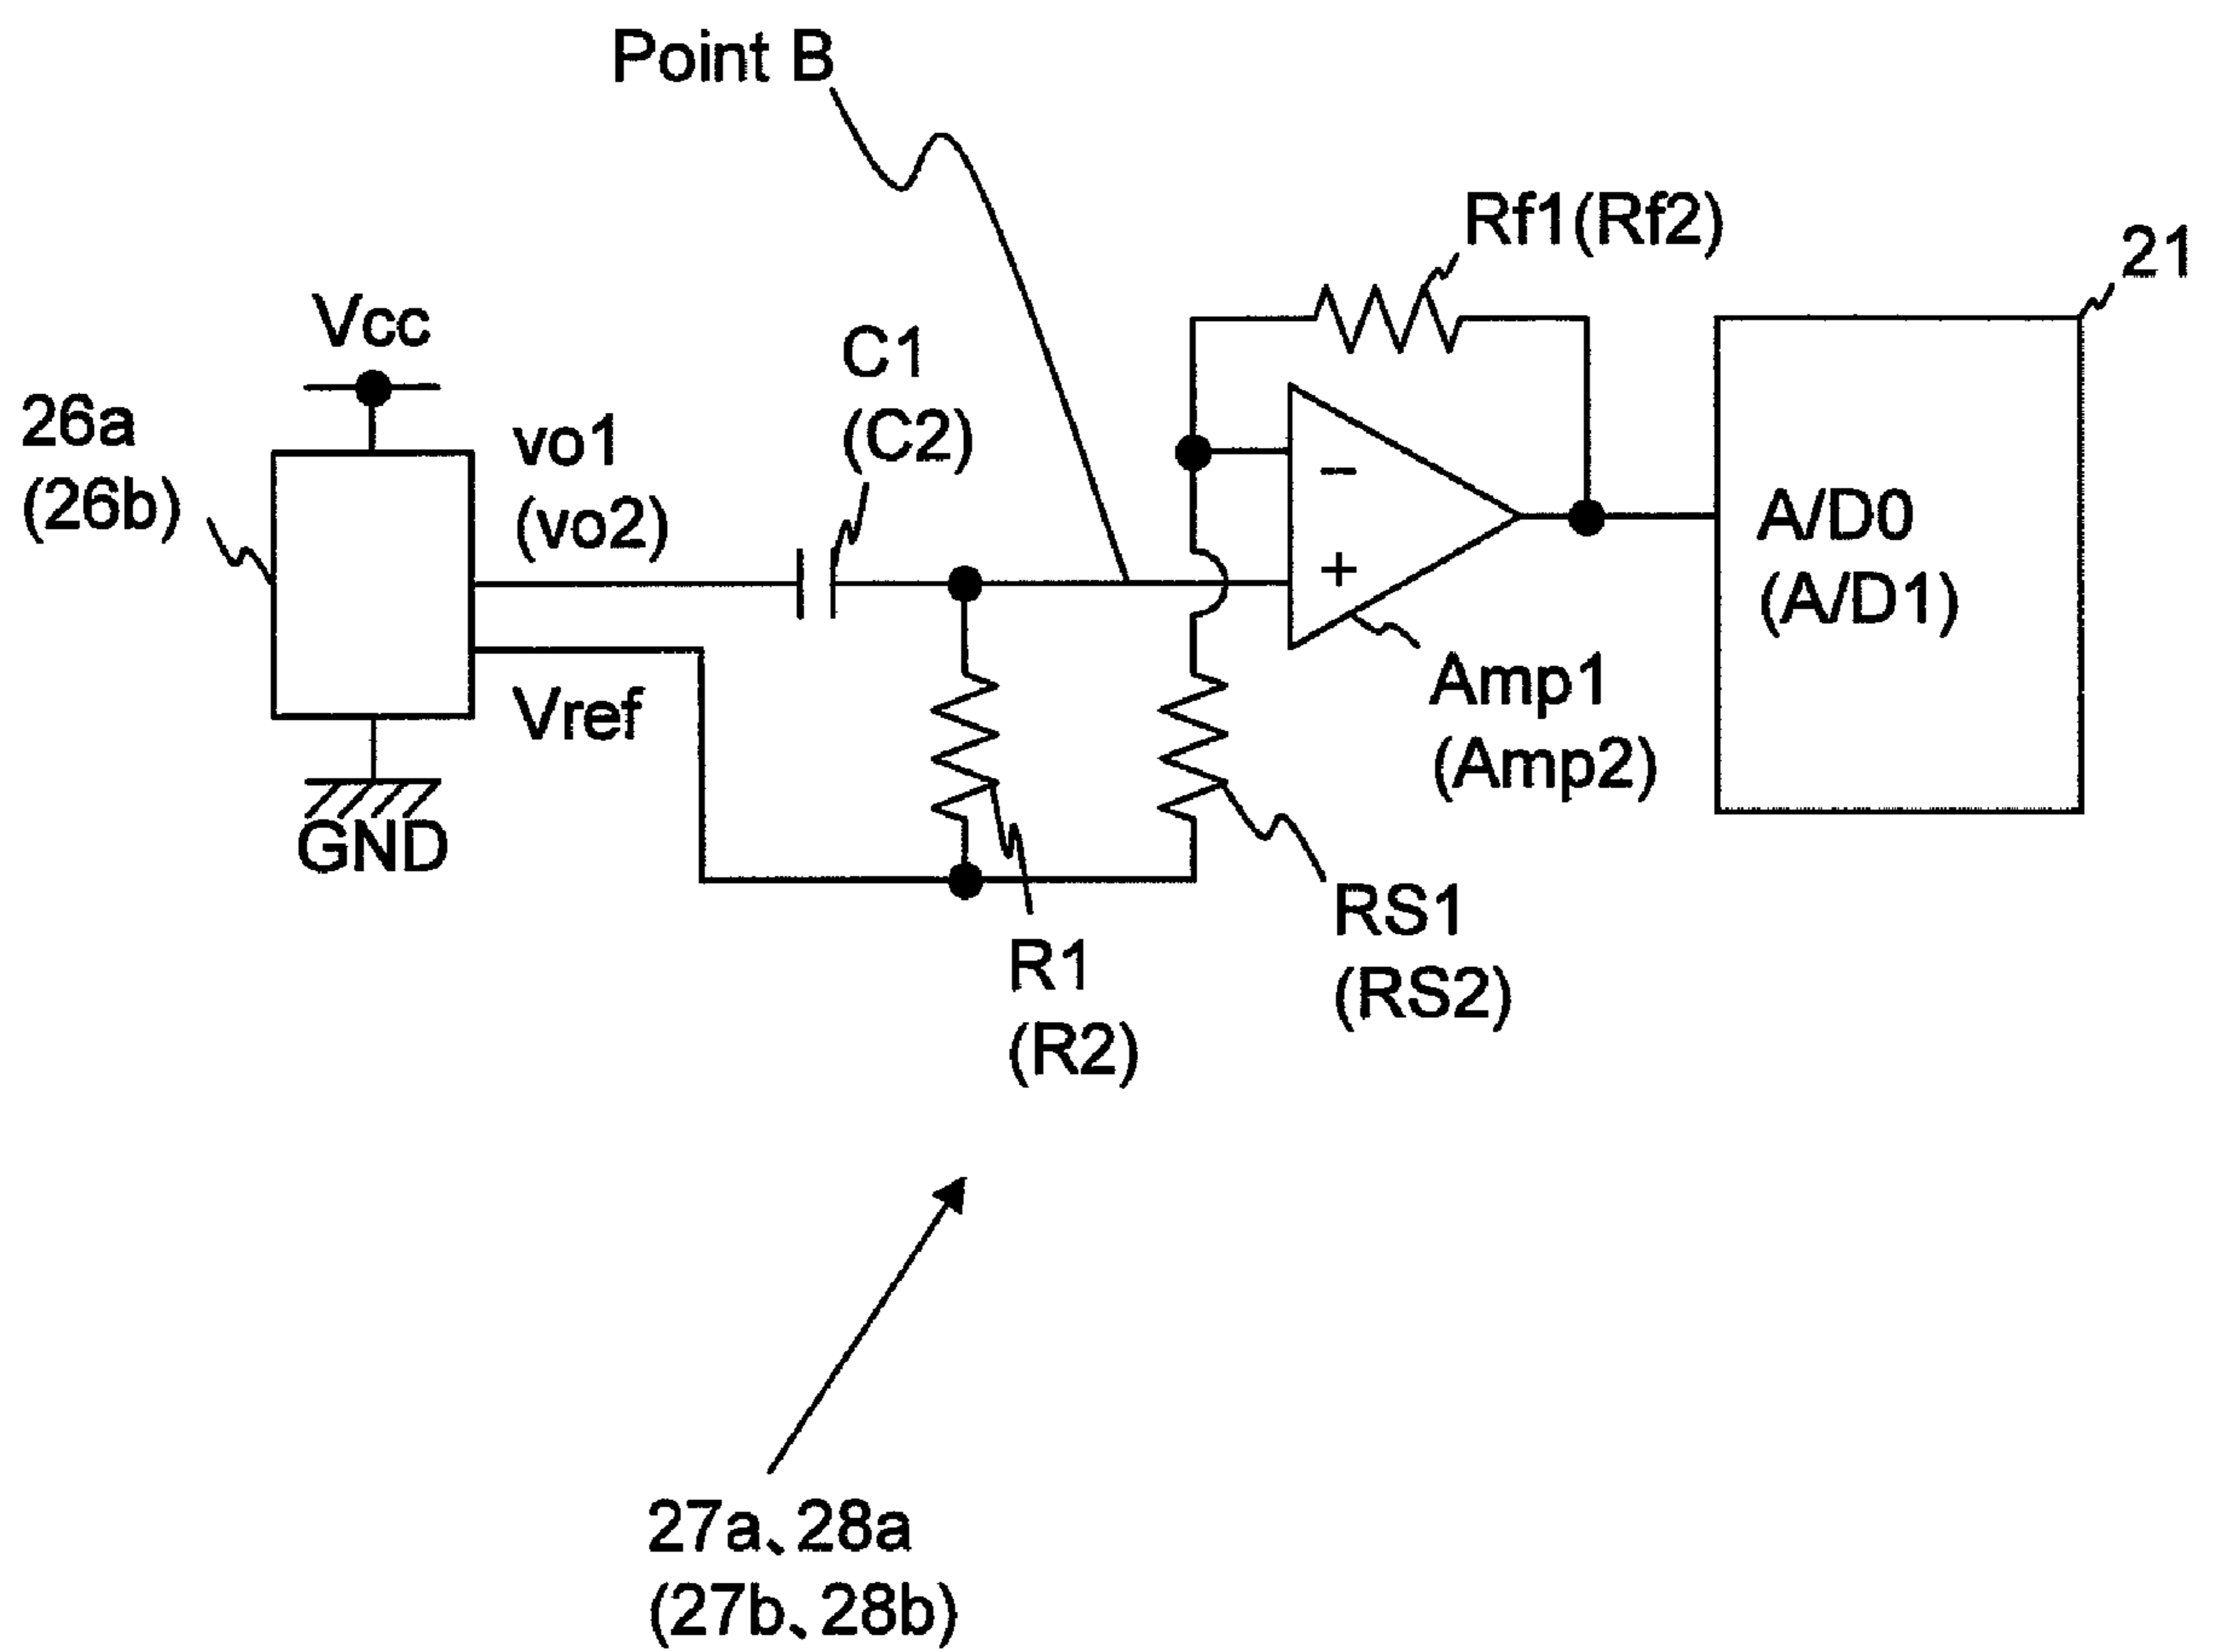 Point B
Rf1(Rf2)
21
Vcc
C1
(C2)
26a
(26b)
vo1
(vo2)
−
+
A/D0
(A/D1)
Vref
Amp1
(Amp2)
GND
RS1
(RS2)
R1
(R2)
27a、28a
(27b、28b)